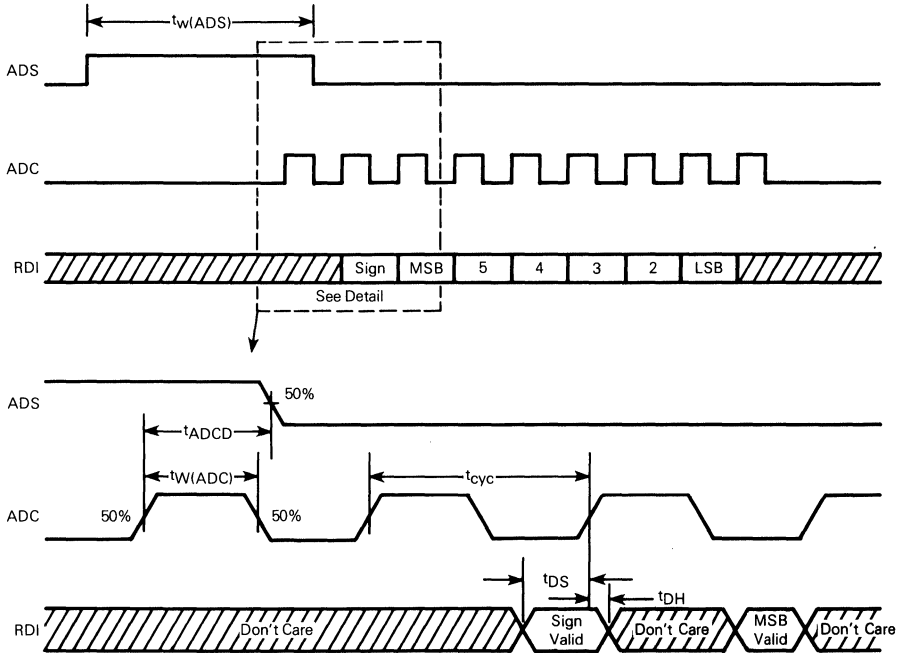 tW(ADS)
ADS
ADC
RDI Sign MSB 5 4 3 2 LSB
See Detail
ADS 50%
tADCD
tW(ADC) tcyc
ADC 50% 50%
tDS
tDH
RDI Don't Care Sign Valid Don't Care MSB Valid Don't Care